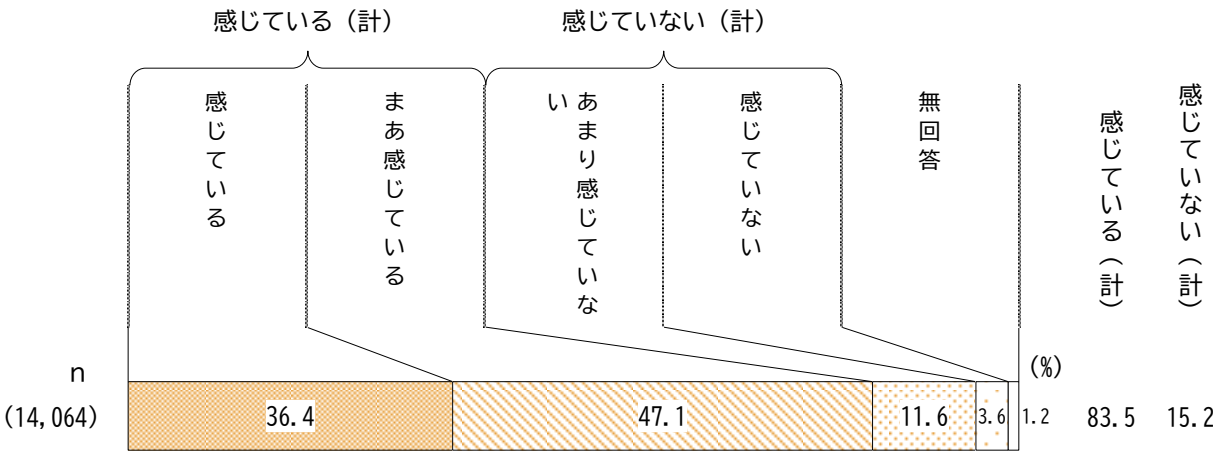 感じている（計）
感じていない（計）
感じている
まあ感じている
あまり感じていな
い
感じていない
無回答
感じている（計）
感じていない（計）
(%)
n
(14,064)
36.4
47.1
11.6
3.6
1.2
83.5
15.2